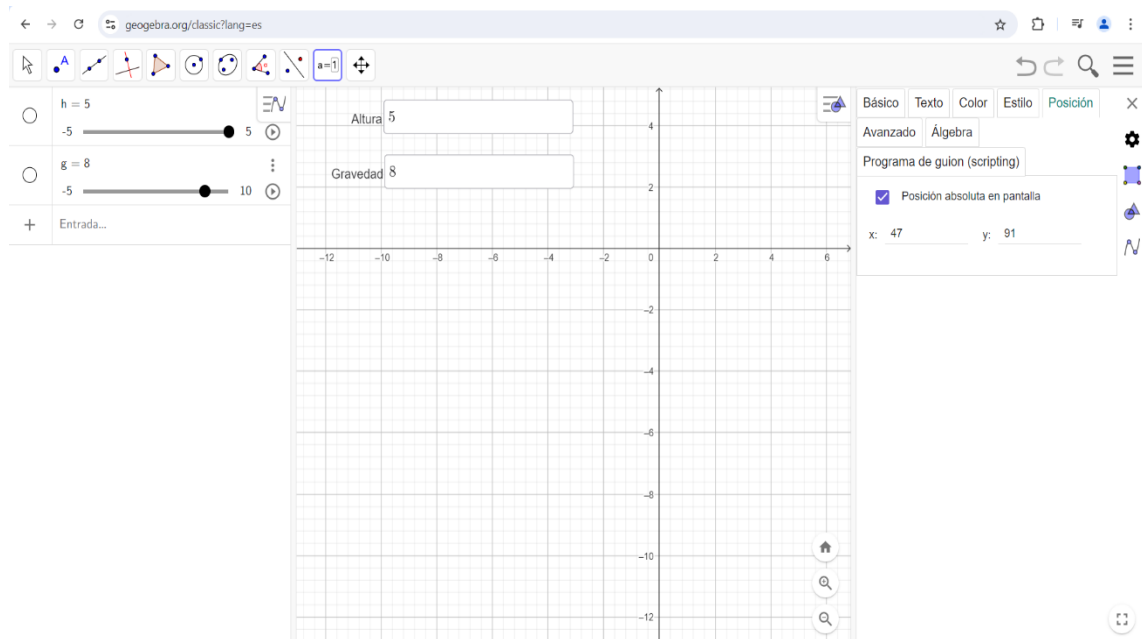 geogebra.org/classic?lang=es
A
a=1
h = 5
-5 5
g = 8
-5 10
+ Entrada...
Altura 5
Gravedad 8
4
2
-12 -10 -8 -6 -4 -2 0 2 4 6
-2
-4
-6
-8
-10
-12
Básico Texto Color Estilo Posición
Avanzado Álgebra
Programa de guion (scripting)
Posición absoluta en pantalla
x: 47 y: 91